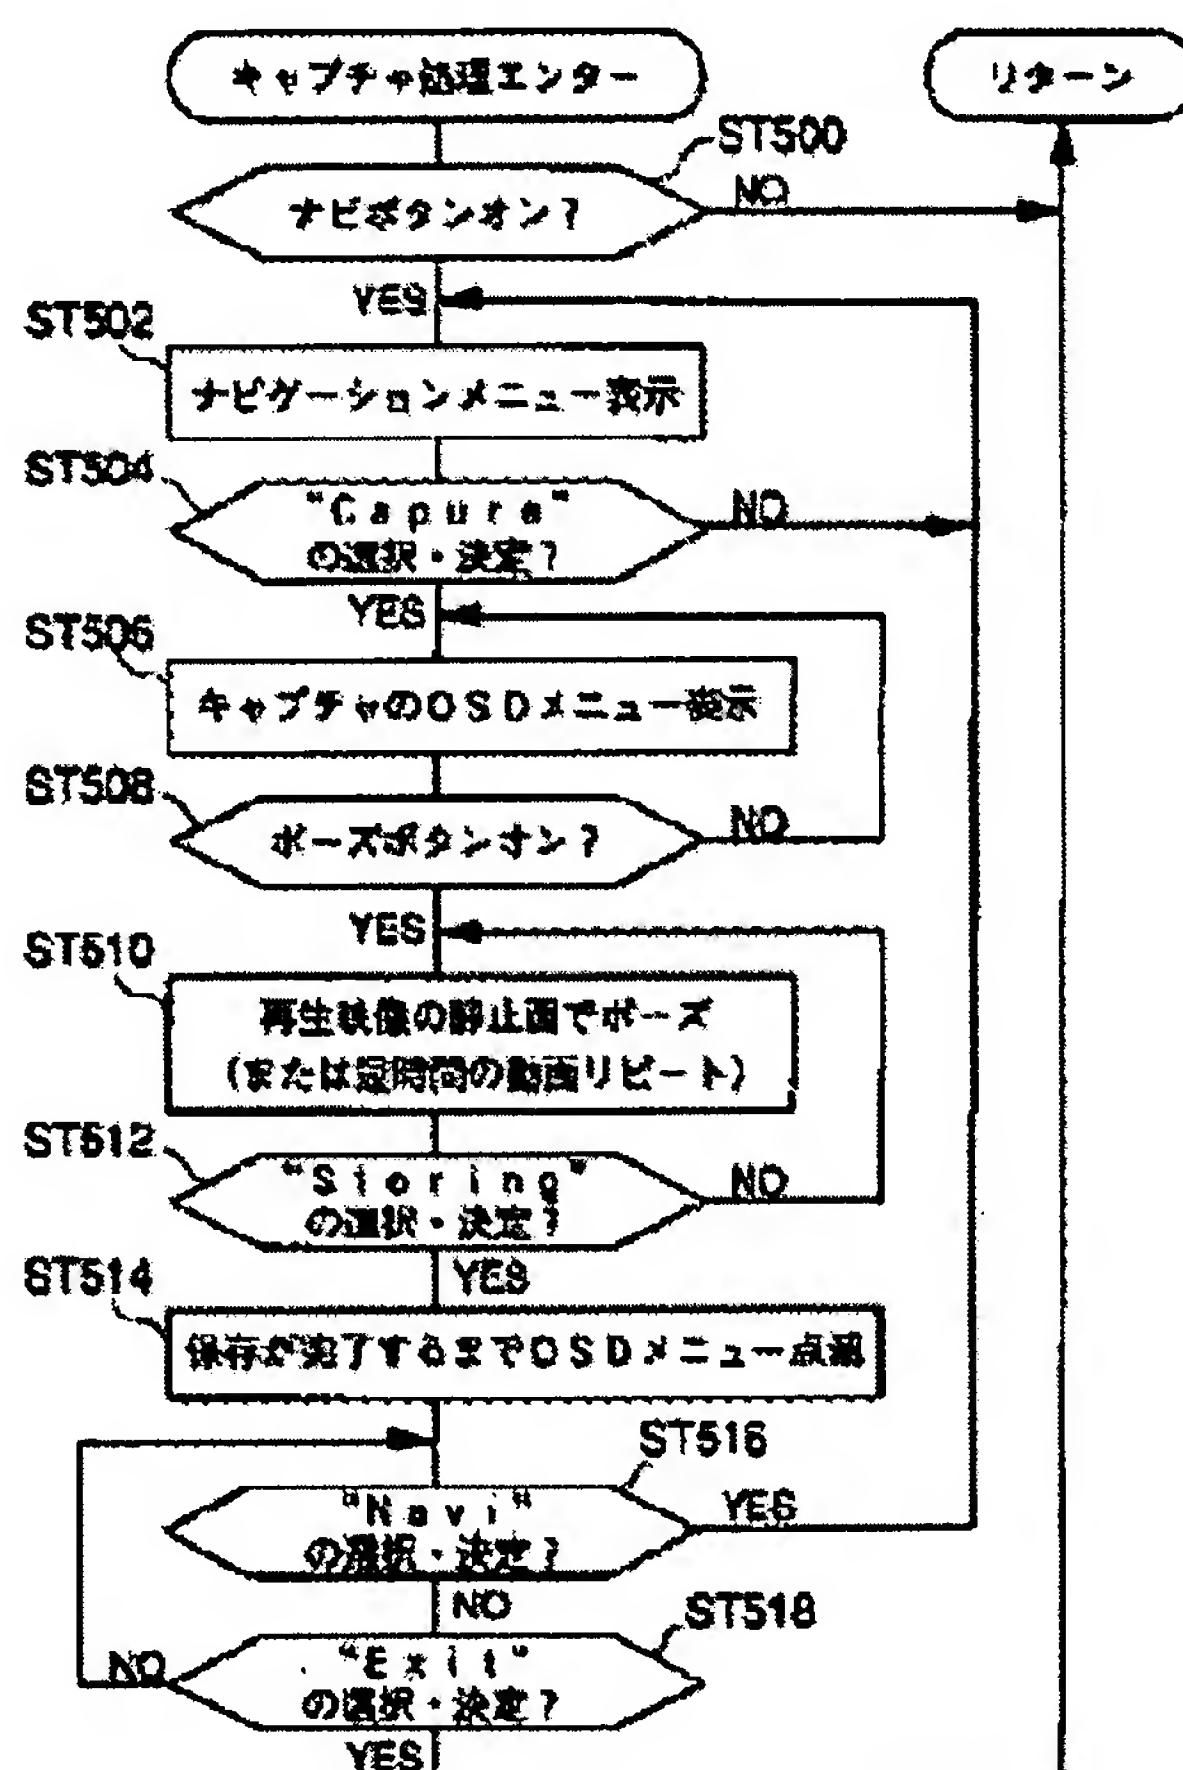 キャプチャ処理エンター
リターン
ST500
ナビボタンオン?
NO
YES
ST502
ナビゲーションメニュー表示
ST504
"Capura"
の選択・決定?
NO
YES
ST506
キャプチャのOSDメニュー表示
ST508
ポーズボタンオン?
NO
YES
ST510
再生映像の静止画でポーズ
(または短時間の動画リピート)
ST512
"Storing"
の選択・決定?
NO
YES
ST514
保存が完了するまでOSDメニュー点滅
ST516
"Navi"
の選択・決定?
YES
NO
ST518
"Exit"
の選択・決定?
NO
YES